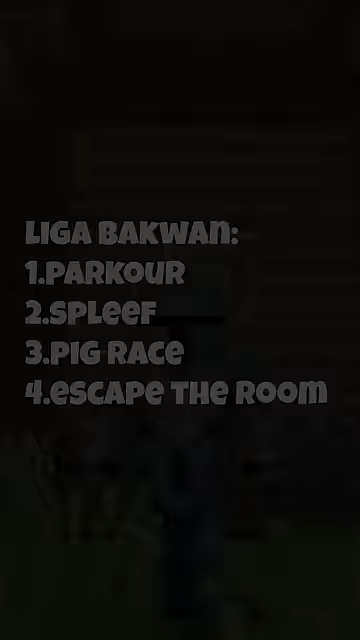 LIGA BAKWAN:
1.PARKOUR
2.SPLEEF
3.PIG RACE
4.ESCAPE THE ROOM